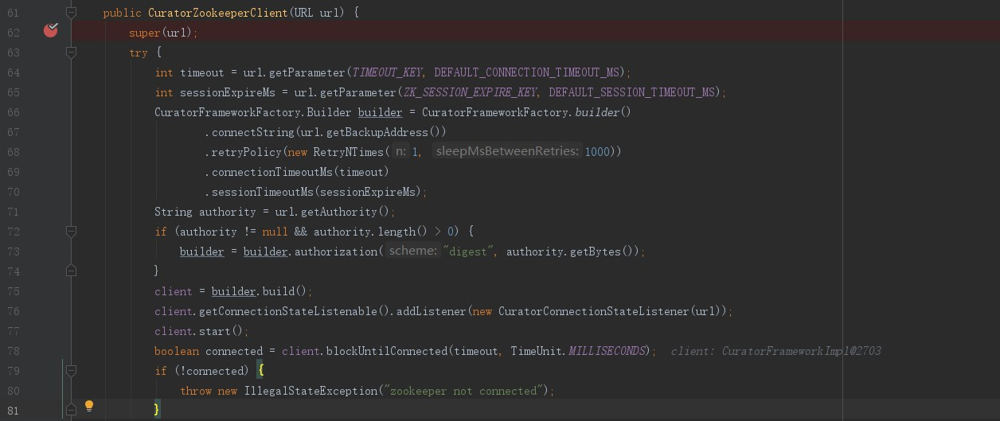 61 public CuratorZookeeperClient(URL url) {
62 super(url);
63 try {
64 int timeout = url.getParameter(TIMEOUT_KEY, DEFAULT_CONNECTION_TIMEOUT_MS);
65 int sessionExpireMs = url.getParameter(ZK_SESSION_EXPIRE_KEY, DEFAULT_SESSION_TIMEOUT_MS);
66 CuratorFrameworkFactory.Builder builder = CuratorFrameworkFactory.builder()
67 .connectString(url.getBackupAddress())
68 .retryPolicy(new RetryNTimes( n: 1, sleepMsBetweenRetries: 1000))
69 .connectionTimeoutMs(timeout)
70 .sessionTimeoutMs(sessionExpireMs);
71 String authority = url.getAuthority();
72 if (authority != null && authority.length() > 0) {
73 builder = builder.authorization( scheme: "digest", authority.getBytes());
74 }
75 client = builder.build();
76 client.getConnectionStateListenable().addListener(new CuratorConnectionStateListener(url));
77 client.start();
78 boolean connected = client.blockUntilConnected(timeout, TimeUnit.MILLISECONDS); client: CuratorFrameworkImpl@2703
79 if (!connected) {
80 throw new IllegalStateException("zookeeper not connected");
81 }